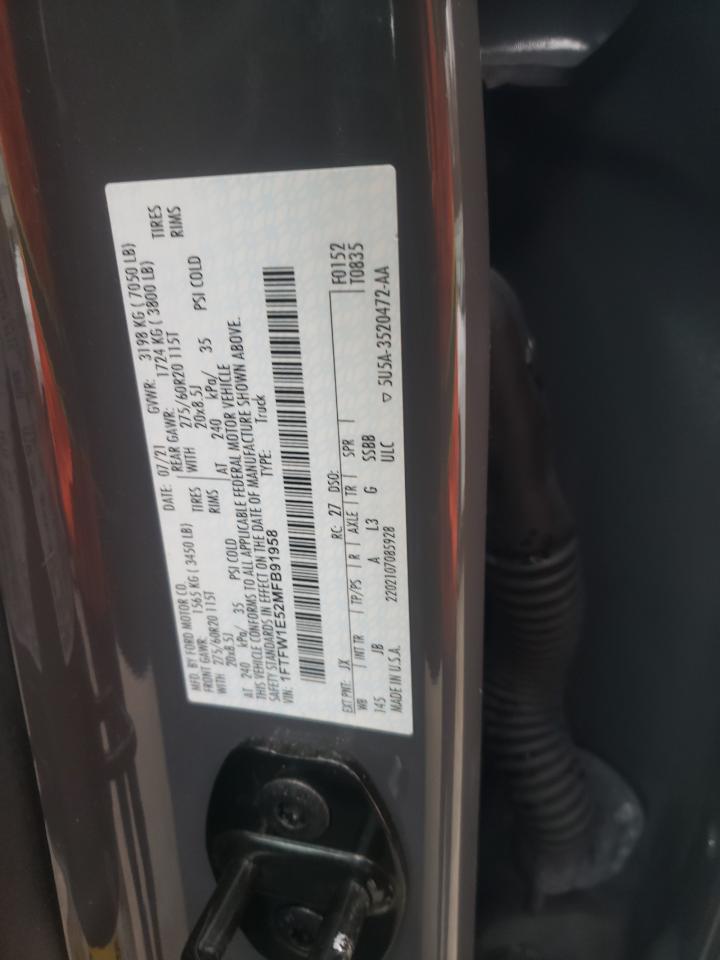 MFD. BY FORD MOTOR CO. DATE: 07/21 GVWR: 3198 KG ( 7050 LB)
FRONT GAWR: 1565 KG ( 3450 LB) REAR GAWR: 1724 KG ( 3800 LB)
WITH 275/60R20 115T TIRES WITH 275/60R20 115T TIRES
20x8.5J RIMS 20x8.5J RIMS
AT 240 kPa/ 35 PSI COLD AT 240 kPa/ 35 PSI COLD
THIS VEHICLE CONFORMS TO ALL APPLICABLE FEDERAL MOTOR VEHICLE
SAFETY STANDARDS IN EFFECT ON THE DATE OF MANUFACTURE SHOWN ABOVE.
VIN: 1FTFW1E52MFB91958 TYPE: Truck
EXT PNT: JX RC: 27 DSO: F0152
WB INT TR TP/PS R AXLE TR SPR T0835
145 JB A L3 G SSBB
MADE IN U.S.A. 2202107085928 ULC ▽ 5U5A-3520472-AA